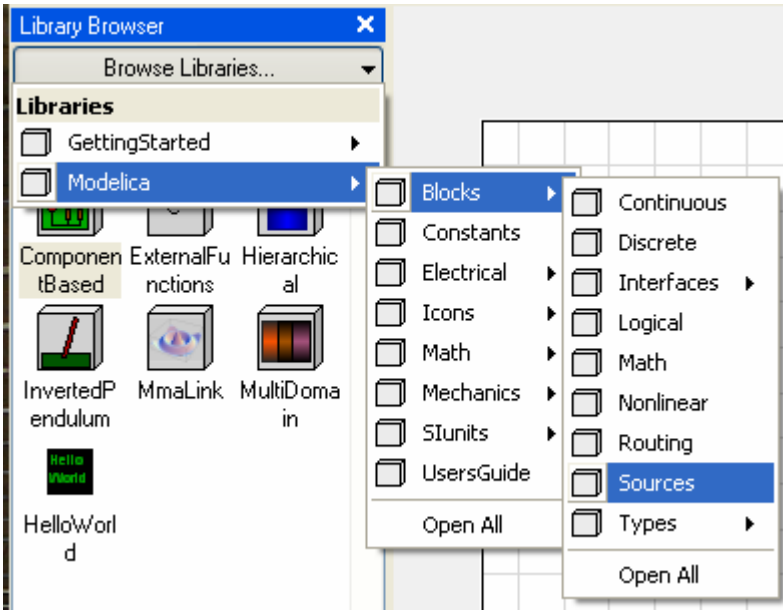 Library Browser
Browse Libraries...
Libraries
GettingStarted
Modelica
Componen
tBased
ExternalFu
nctions
Hierarchic
al
InvertedP
endulum
MmaLink
MultiDoma
in
Hello
World
HelloWorl
d
Blocks
Constants
Electrical
Icons
Math
Mechanics
SIunits
UsersGuide
Open All
Continuous
Discrete
Interfaces
Logical
Math
Nonlinear
Routing
Sources
Types
Open All